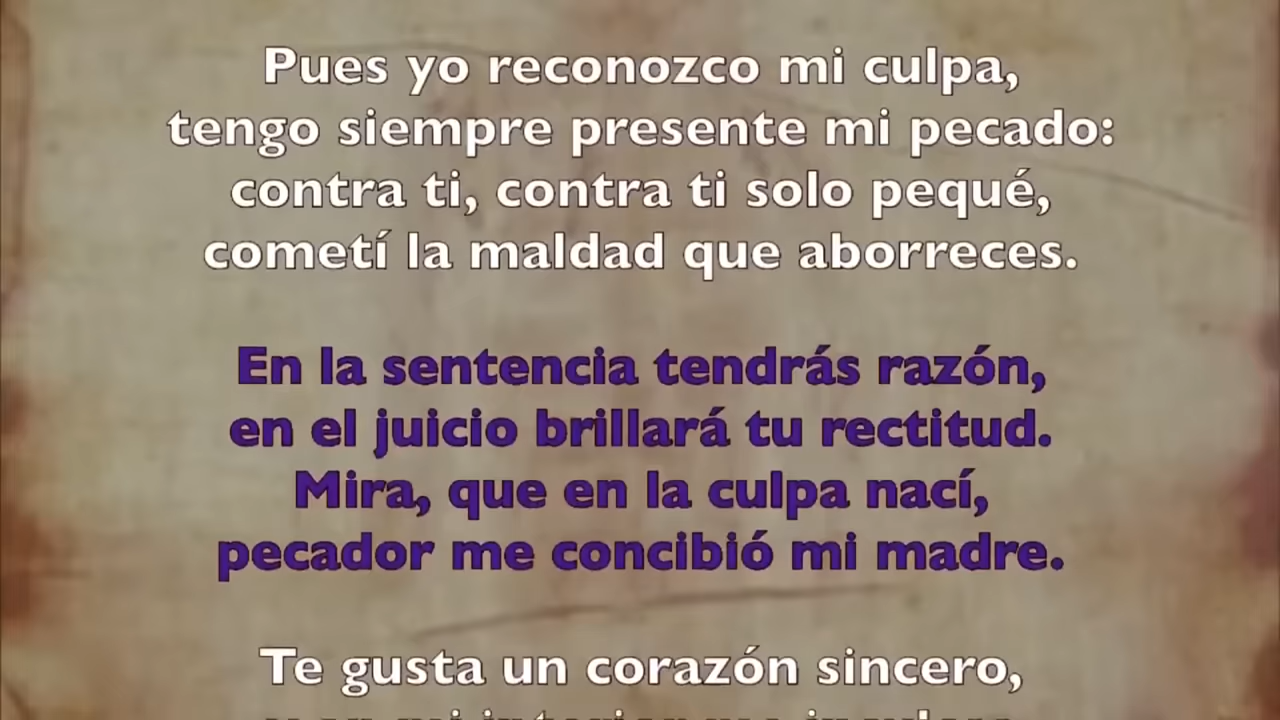 Pues yo reconozco mi culpa,
tengo siempre presente mi pecado:
contra ti, contra ti solo pequé,
cometí la maldad que aborreces.
En la sentencia tendrás razón,
en el juicio brillará tu rectitud.
Mira, que en la culpa nací,
pecador me concibió mi madre.
Te gusta un corazón sincero,